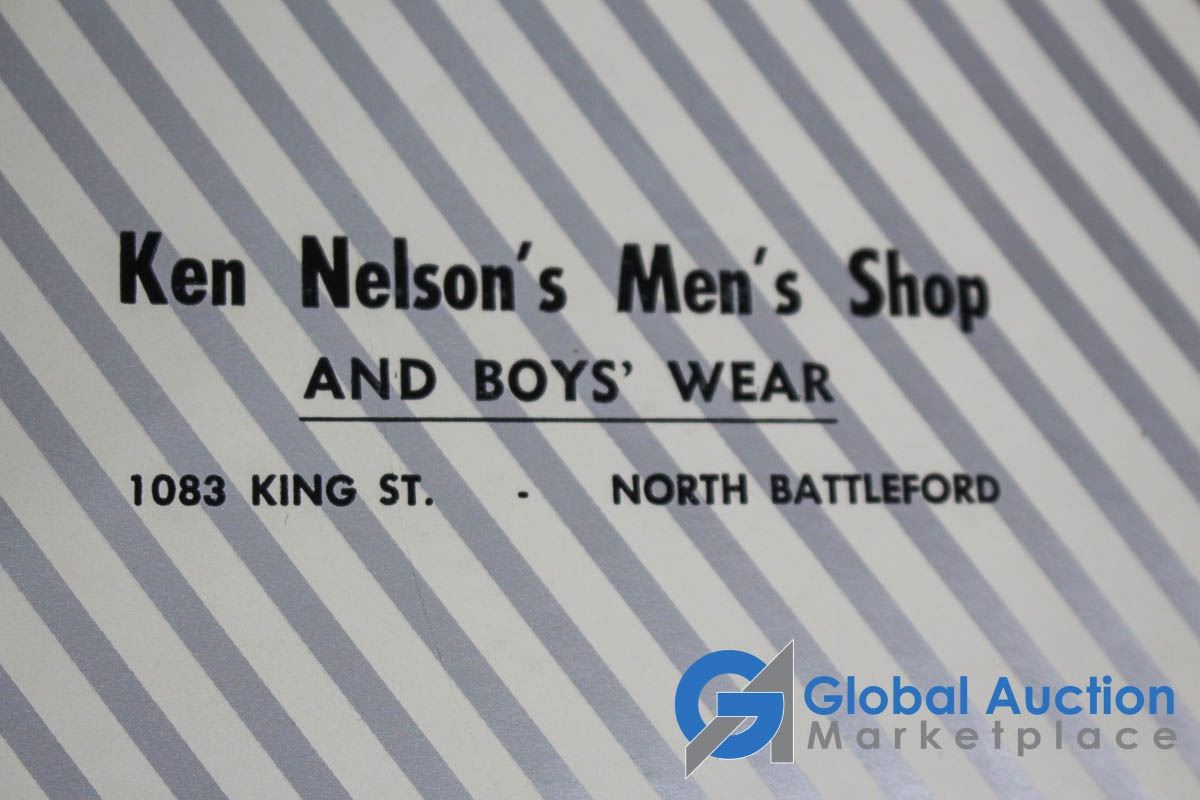 Ken Nelson's Men's Shop
AND BOYS' WEAR
1083 KING ST. - NORTH BATTLEFORD
Global Auction
Marketplace